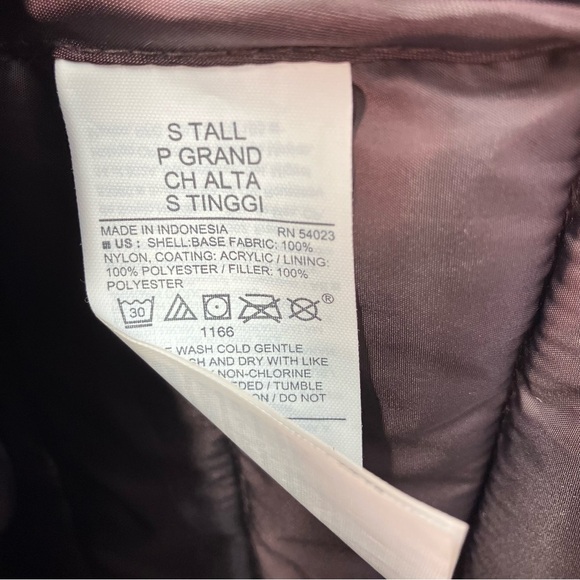 S TALL
P GRAND
CH ALTA
S TINGGI
MADE IN INDONESIA RN 54023
US : SHELL:BASE FABRIC: 100%
NYLON, COATING: ACRYLIC / LINING:
100% POLYESTER / FILLER: 100%
POLYESTER
30 ®
1166
WASH COLD GENTLE
AND DRY WITH LIKE
NON-CHLORINE
/ TUMBLE
/ DO NOT